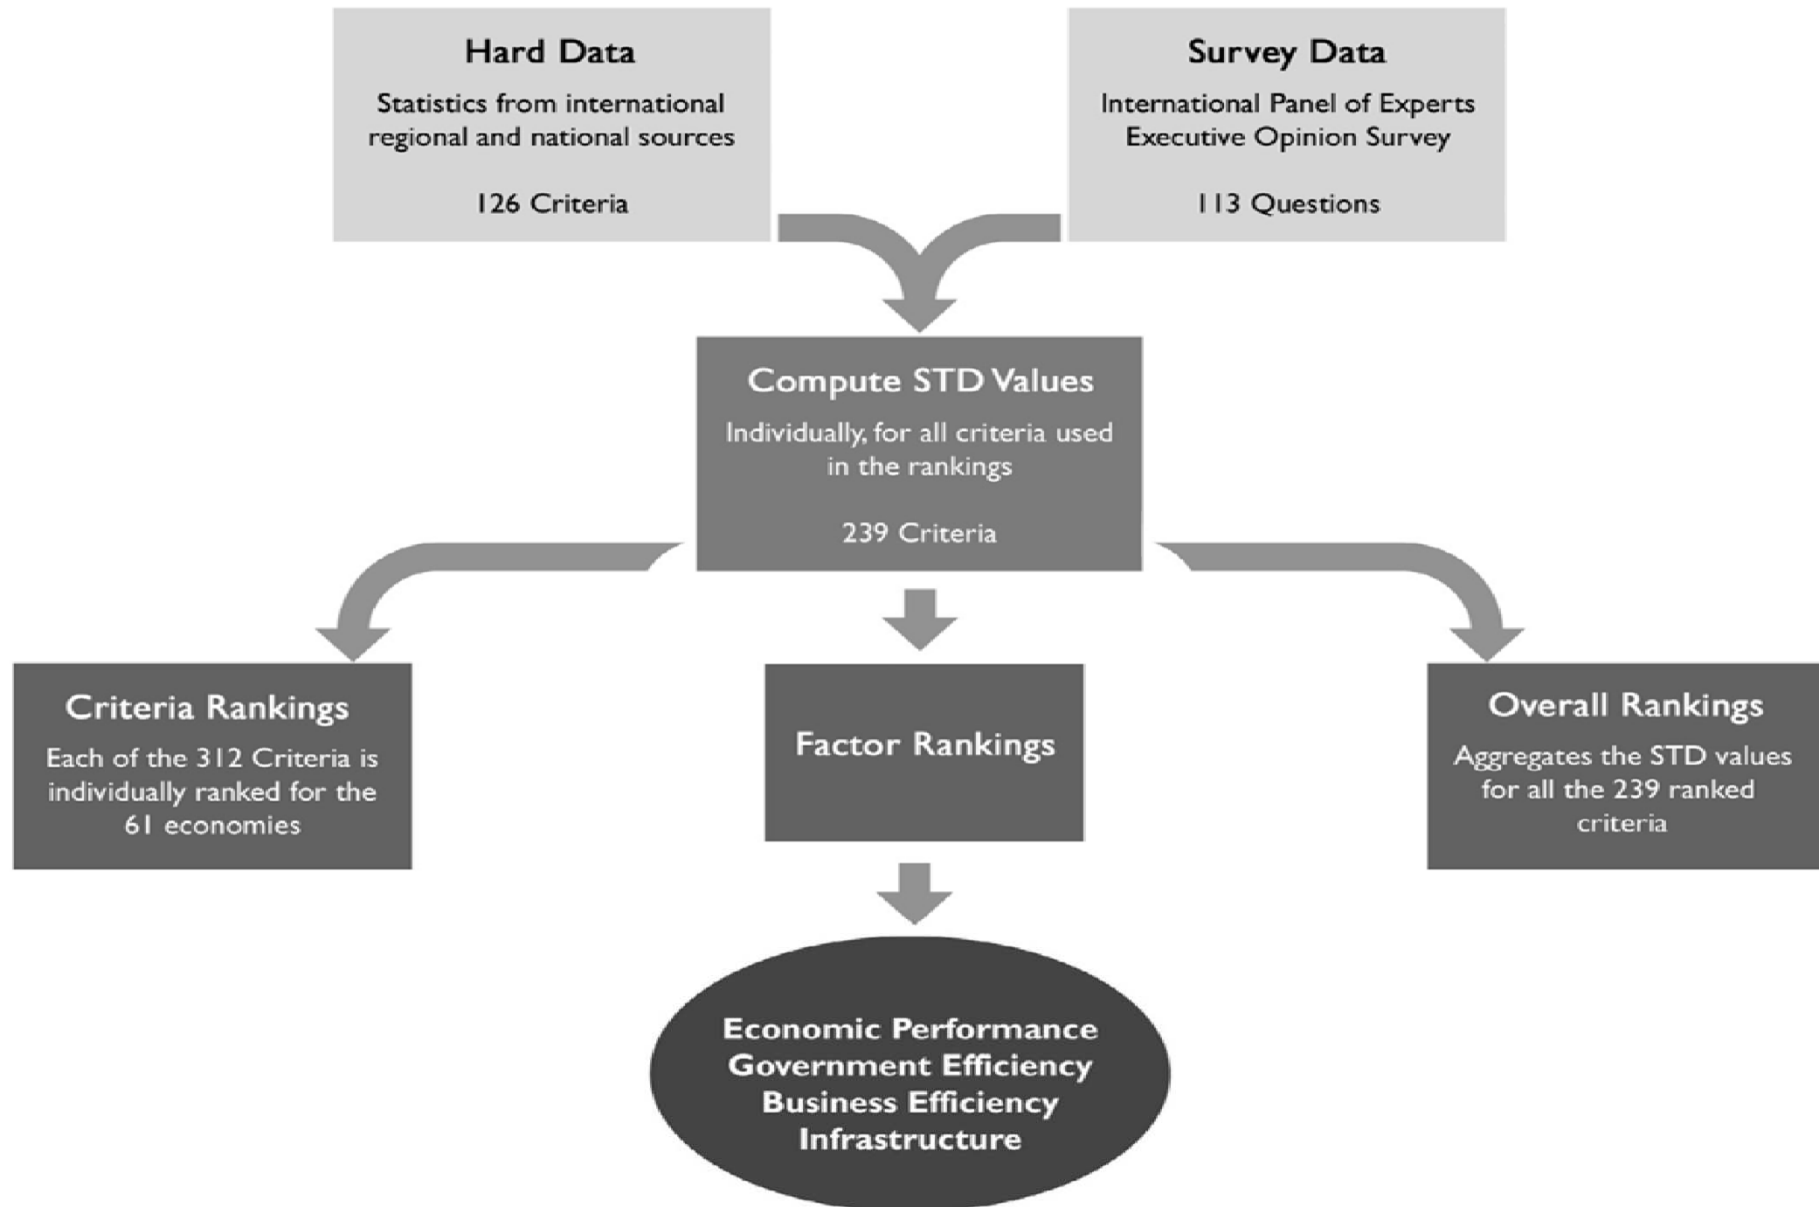 Hard Data
Statistics from international
regional and national sources
126 Criteria
Survey Data
International Panel of Experts
Executive Opinion Survey
113 Questions
Compute STD Values
Individually, for all criteria used
in the rankings
239 Criteria
Criteria Rankings
Each of the 312 Criteria is
individually ranked for the
61 economies
Factor Rankings
Overall Rankings
Aggregates the STD values
for all the 239 ranked
criteria
Economic Performance
Government Efficiency
Business Efficiency
Infrastructure